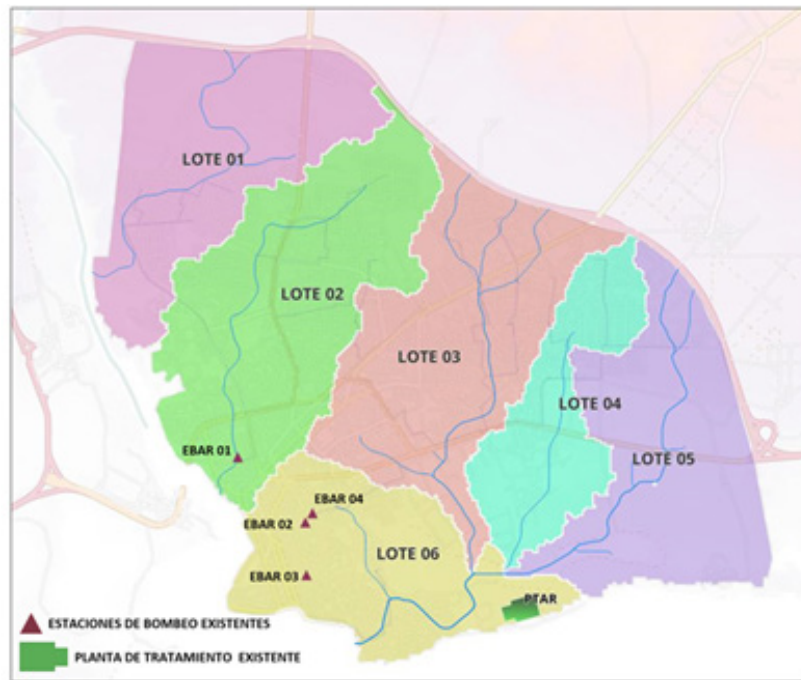 LOTE 01
LOTE 02
LOTE 03
LOTE 04
EBAR 01
LOTE 05
EBAR 04
EBAR 02
LOTE 06
EBAR 03
PTAR
ESTACIONES DE BOMBEO EXISTENTES
PLANTA DE TRATAMIENTO EXISTENTE